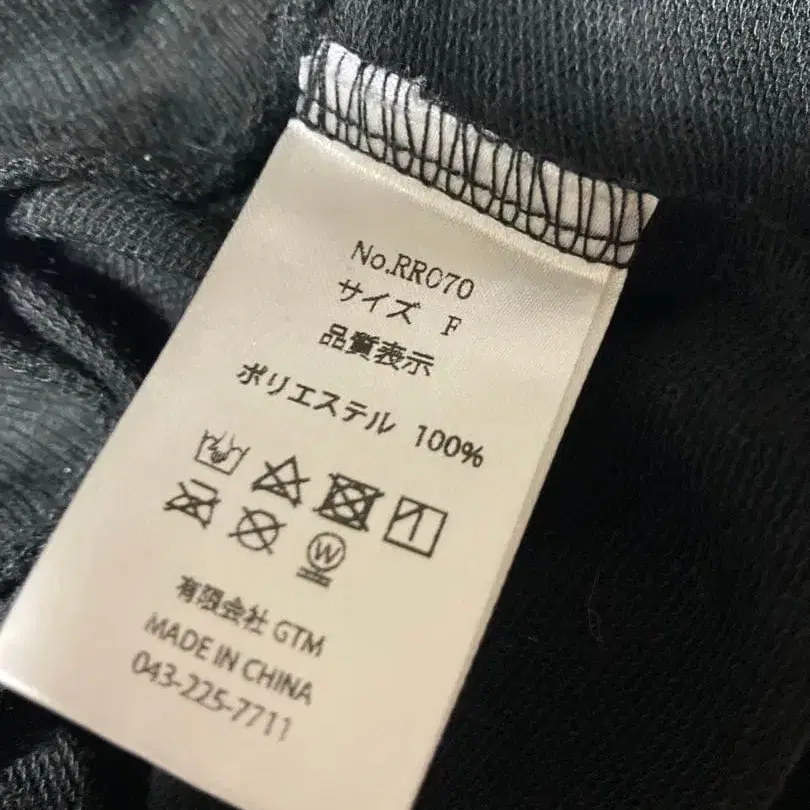 No.RR070
サイズ F
品質表示
ポリエステル 100%
W
有限会社 GTM
MADE IN CHINA
043-225-7711